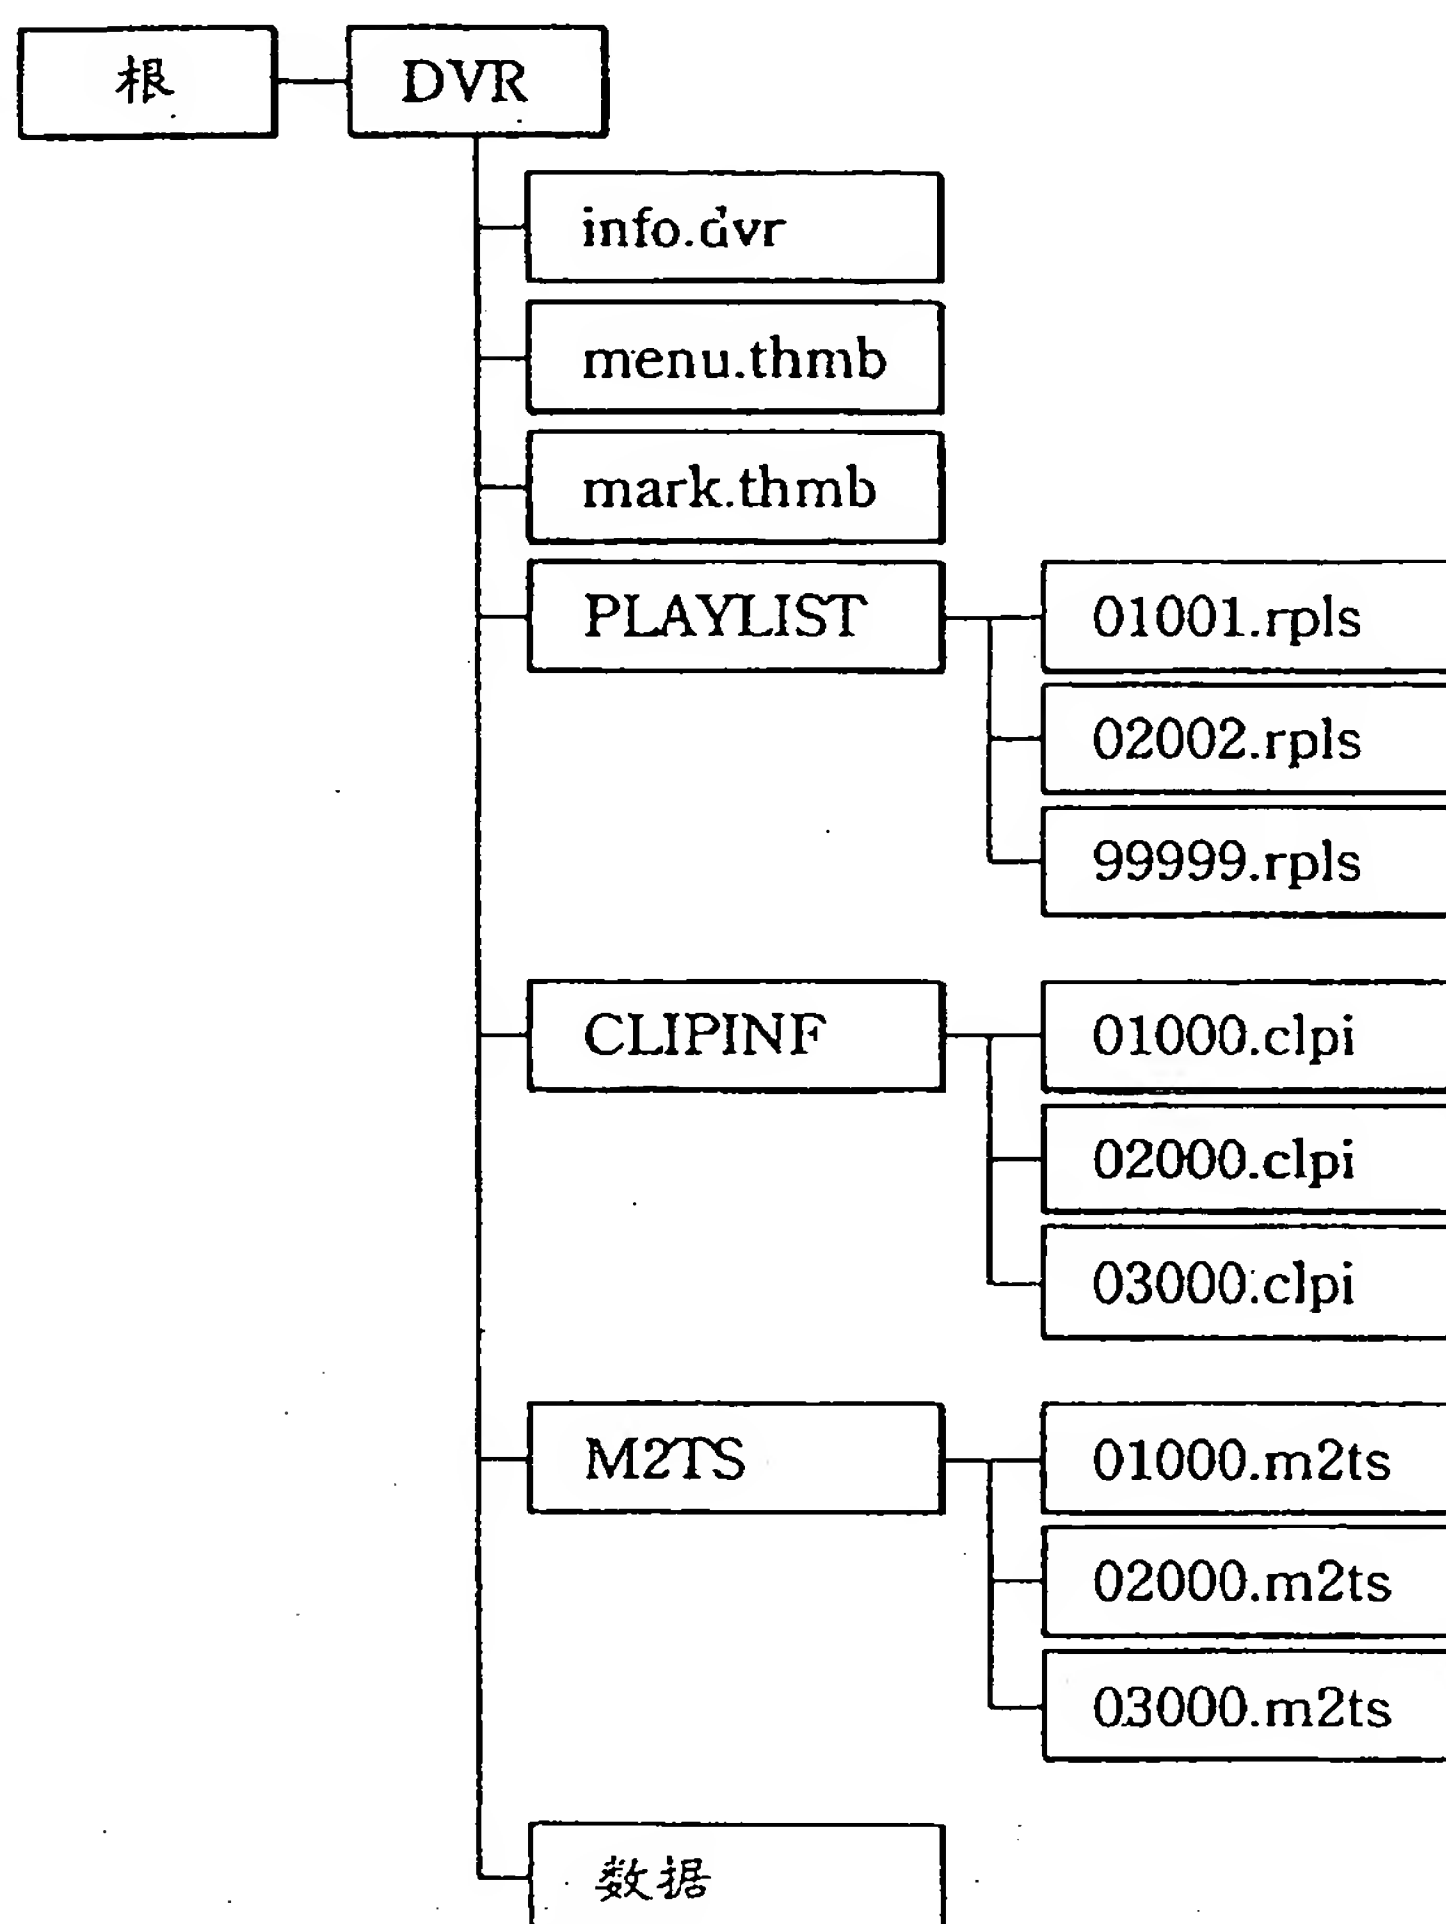 根
DVR
info.dvr
menu.thmb
mark.thmb
PLAYLIST
01001.rpls
02002.rpls
99999.rpls
CLIPINF
01000.clpi
02000.clpi
03000.clpi
M2TS
01000.m2ts
02000.m2ts
03000.m2ts
数据